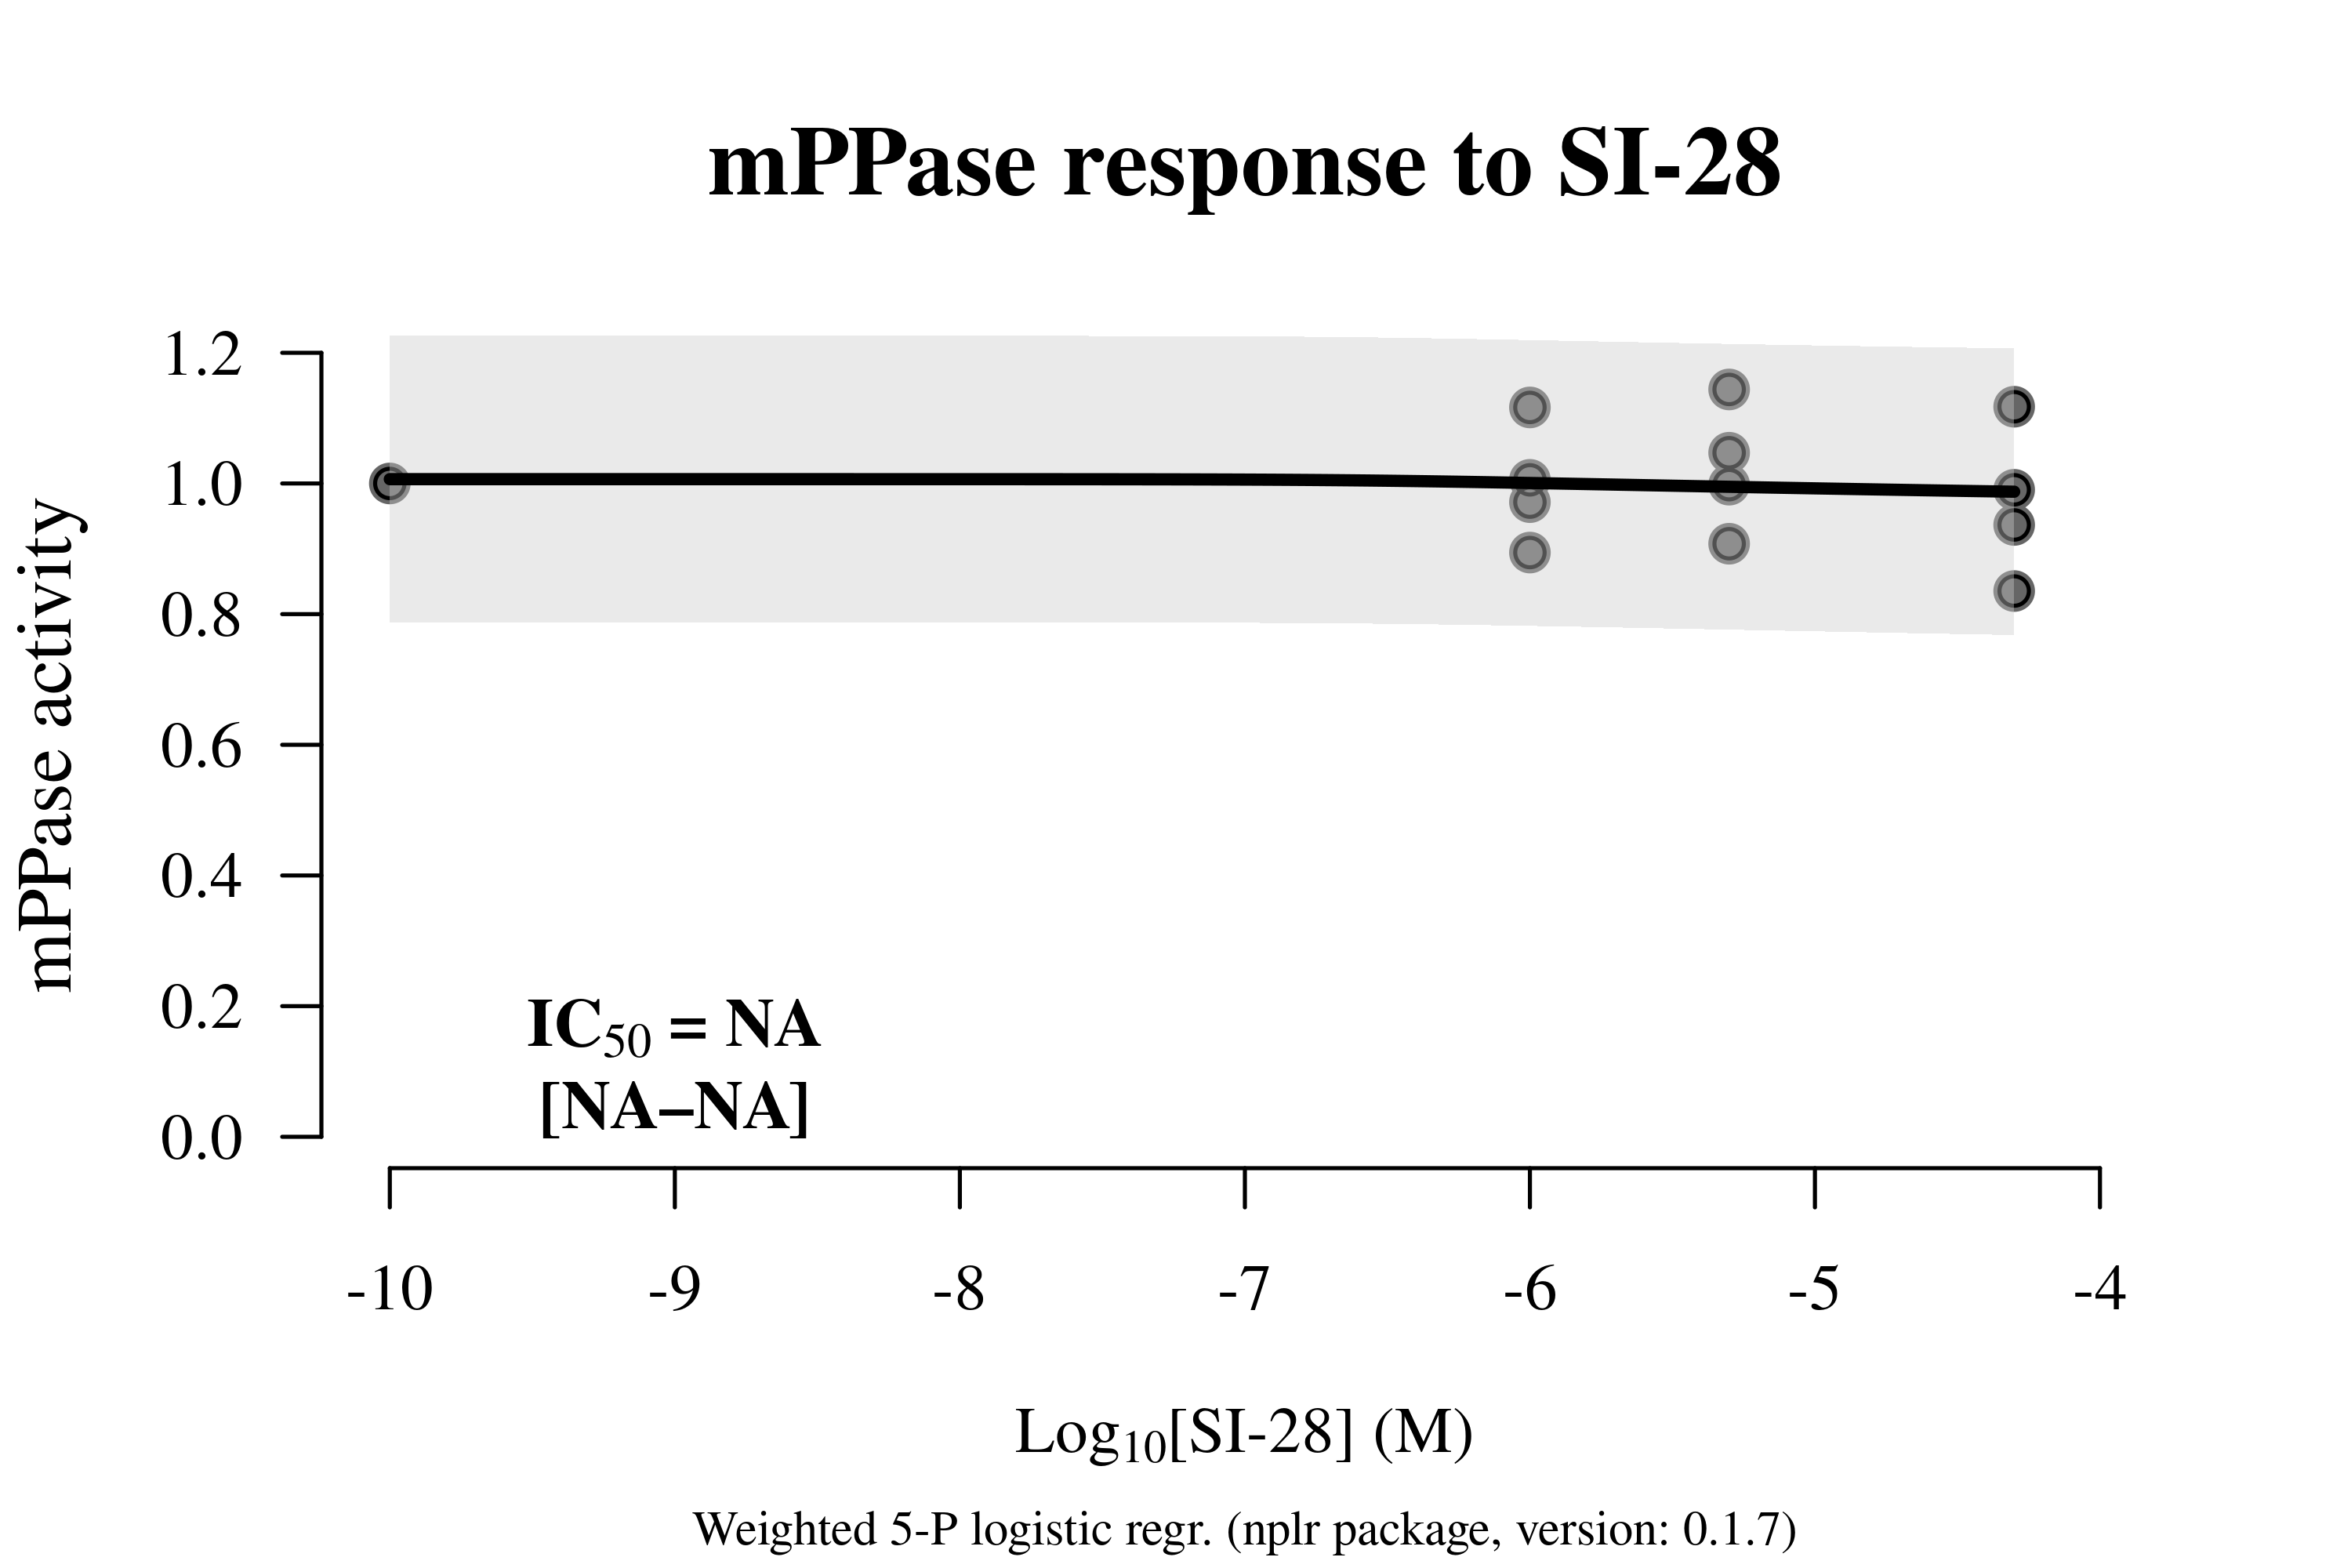 mPPase response to SI-28
mPPase activity
1.2
1.0
0.8
0.6
0.4
0.2
0.0
IC50 = NA
[NA–NA]
-10 -9 -8 -7 -6 -5 -4
Log10[SI-28] (M)
Weighted 5-P logistic regr. (nplr package, version: 0.1.7)